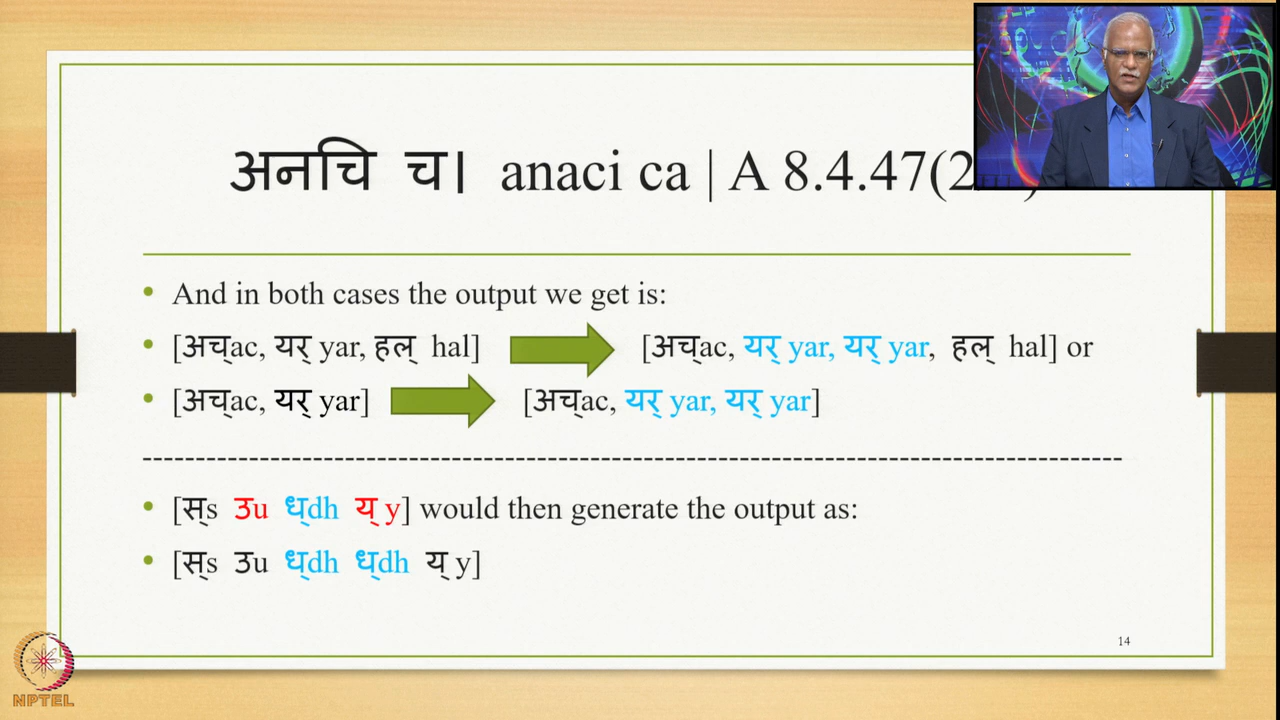 अनचि च। anaci ca | A 8.4.47(2
And in both cases the output we get is:
[अच्ac, यर् yar, हल् hal] [अच्ac, यर् yar, यर् yar, हल् hal] or
[अच्ac, यर् yar] [अच्ac, यर् yar, यर् yar]
[स्s उu ध्dh य् y] would then generate the output as:
[स्s उu ध्dh ध्dh य् y]
14
NPTEL